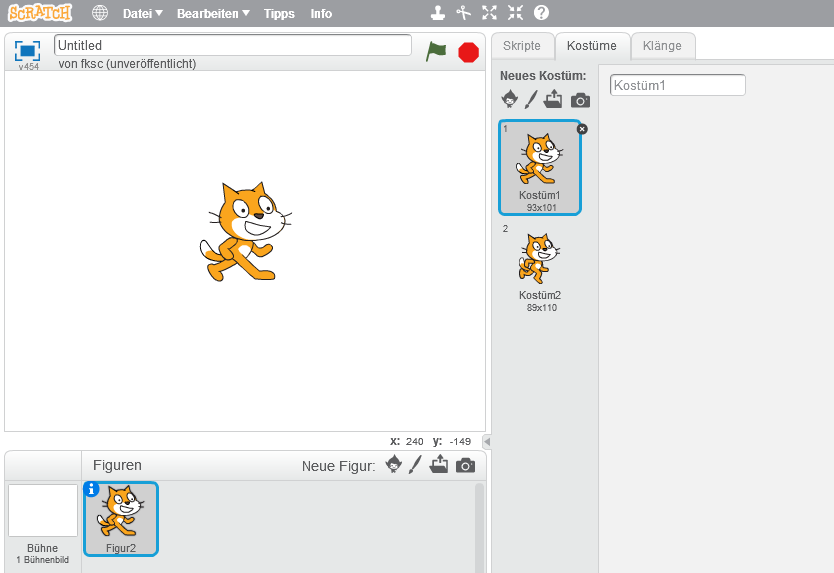 SCRATCH
Datei Bearbeiten Tipps Info
Untitled
von fksc (unveröffentlicht)
v454
Skripte Kostüme Klänge
Neues Kostüm:
Kostüm1
1
Kostüm1
93x101
2
Kostüm2
89x110
x: 240 y: -149
Figuren
Neue Figur:
Bühne
1 Bühnenbild
Figur2